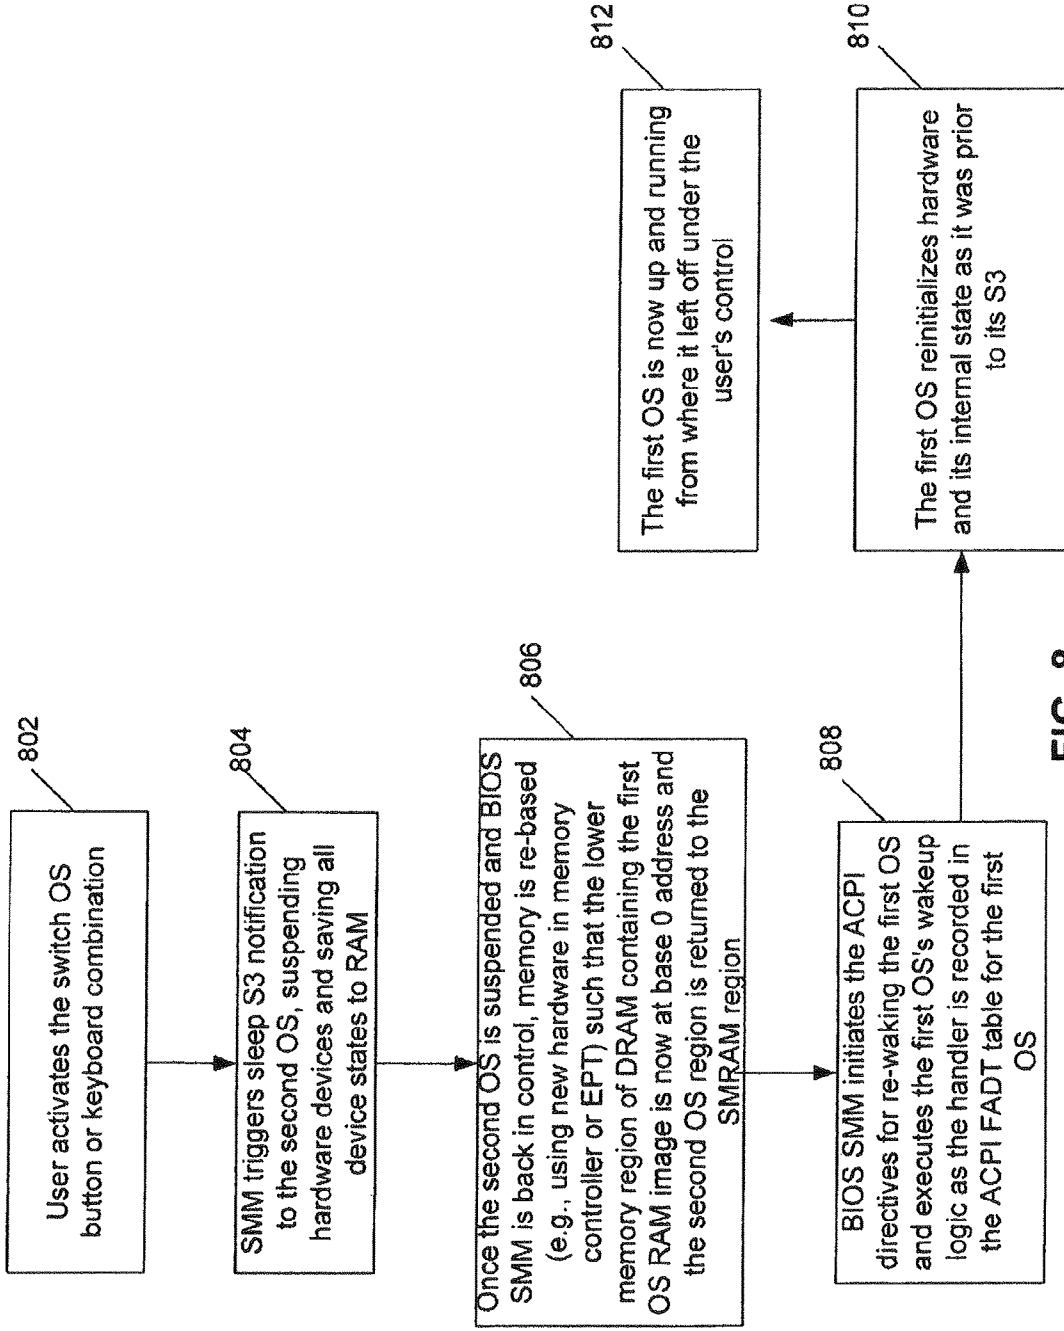 802
User activates the switch OS
button or keyboard combination
804
SMM triggers sleep S3 notification
to the second OS, suspending
hardware devices and saving all
device states to RAM
806
Once the second OS is suspended and BIOS
SMM is back in control, memory is re-based
(e.g., using new hardware in memory
controller or EPT) such that the lower
memory region of DRAM containing the first
OS RAM image is now at base 0 address and
the second OS region is returned to the
SMRAM region
808
BIOS SMM initiates the ACPI
directives for re-waking the first OS
and executes the first OS's wakeup
logic as the handler is recorded in
the ACPI FADT table for the first
OS
810
The first OS reinitializes hardware
and its internal state as it was prior
to its S3
812
The first OS is now up and running
from where it left off under the
user's control
FIG. 8